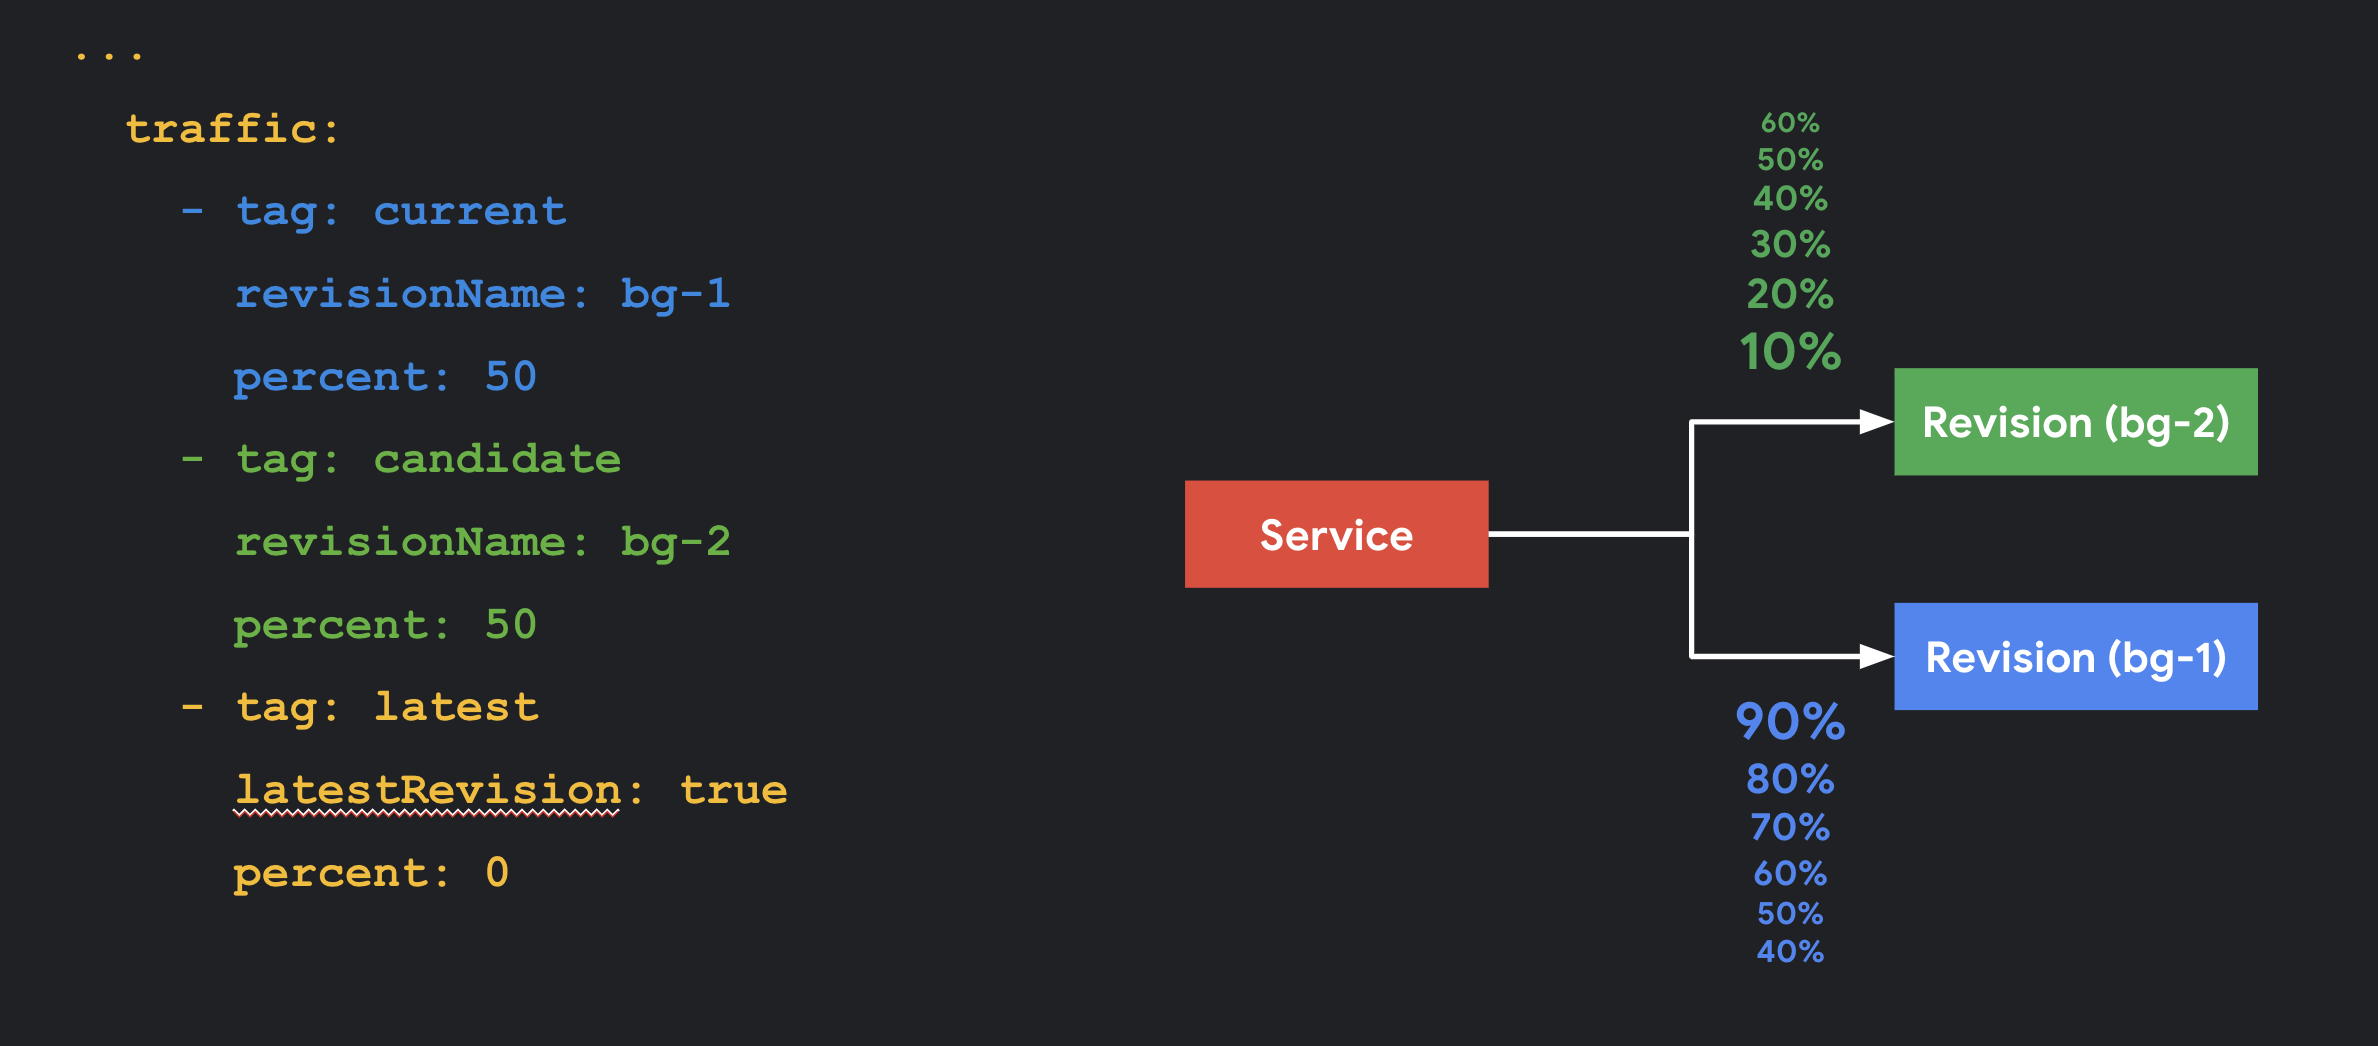 ...
traffic:
- tag: current
revisionName: bg-1
percent: 50
- tag: candidate
revisionName: bg-2
percent: 50
- tag: latest
latestRevision: true
percent: 0
60%
50%
40%
30%
20%
10%
Revision (bg-2)
Service
Revision (bg-1)
90%
80%
70%
60%
50%
40%